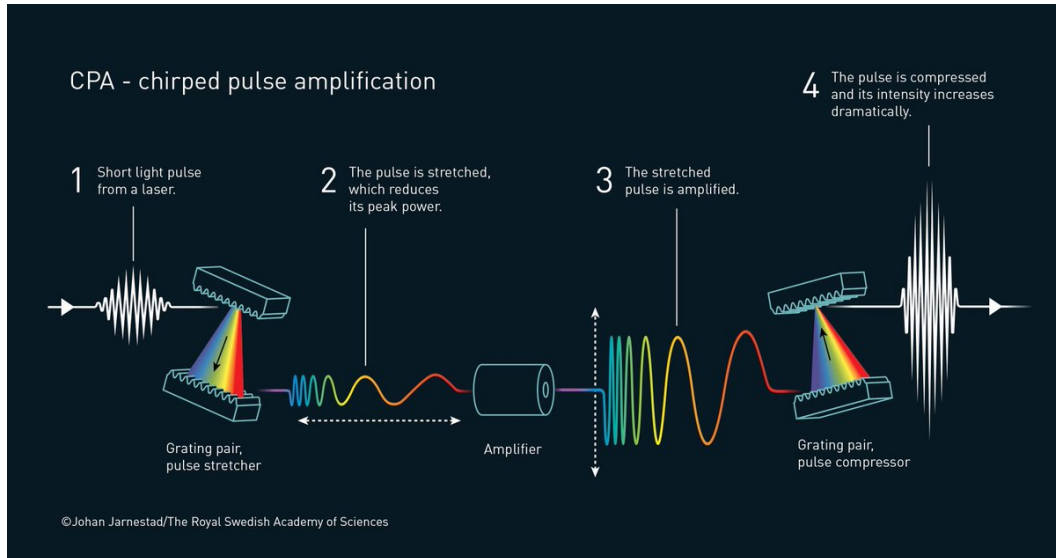 CPA - chirped pulse amplification
1
Short light pulse
from a laser.
2
The pulse is stretched,
which reduces
its peak power.
3
The stretched
pulse is amplified.
4
The pulse is compressed
and its intensity increases
dramatically.
Grating pair,
pulse stretcher
Amplifier
Grating pair,
pulse compressor
©Johan Jarnestad/The Royal Swedish Academy of Sciences